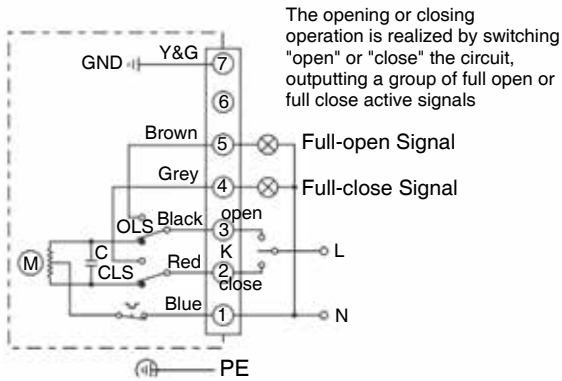 The opening or closing
operation is realized by switching
"open" or "close" the circuit,
outputting a group of full open or
full close active signals
GND Y&G 7
6
Brown 5 Full-open Signal
Grey 4 Full-close Signal
OLS Black 3 open
M C K L
CLS Red 2
close
Blue 1 N
PE